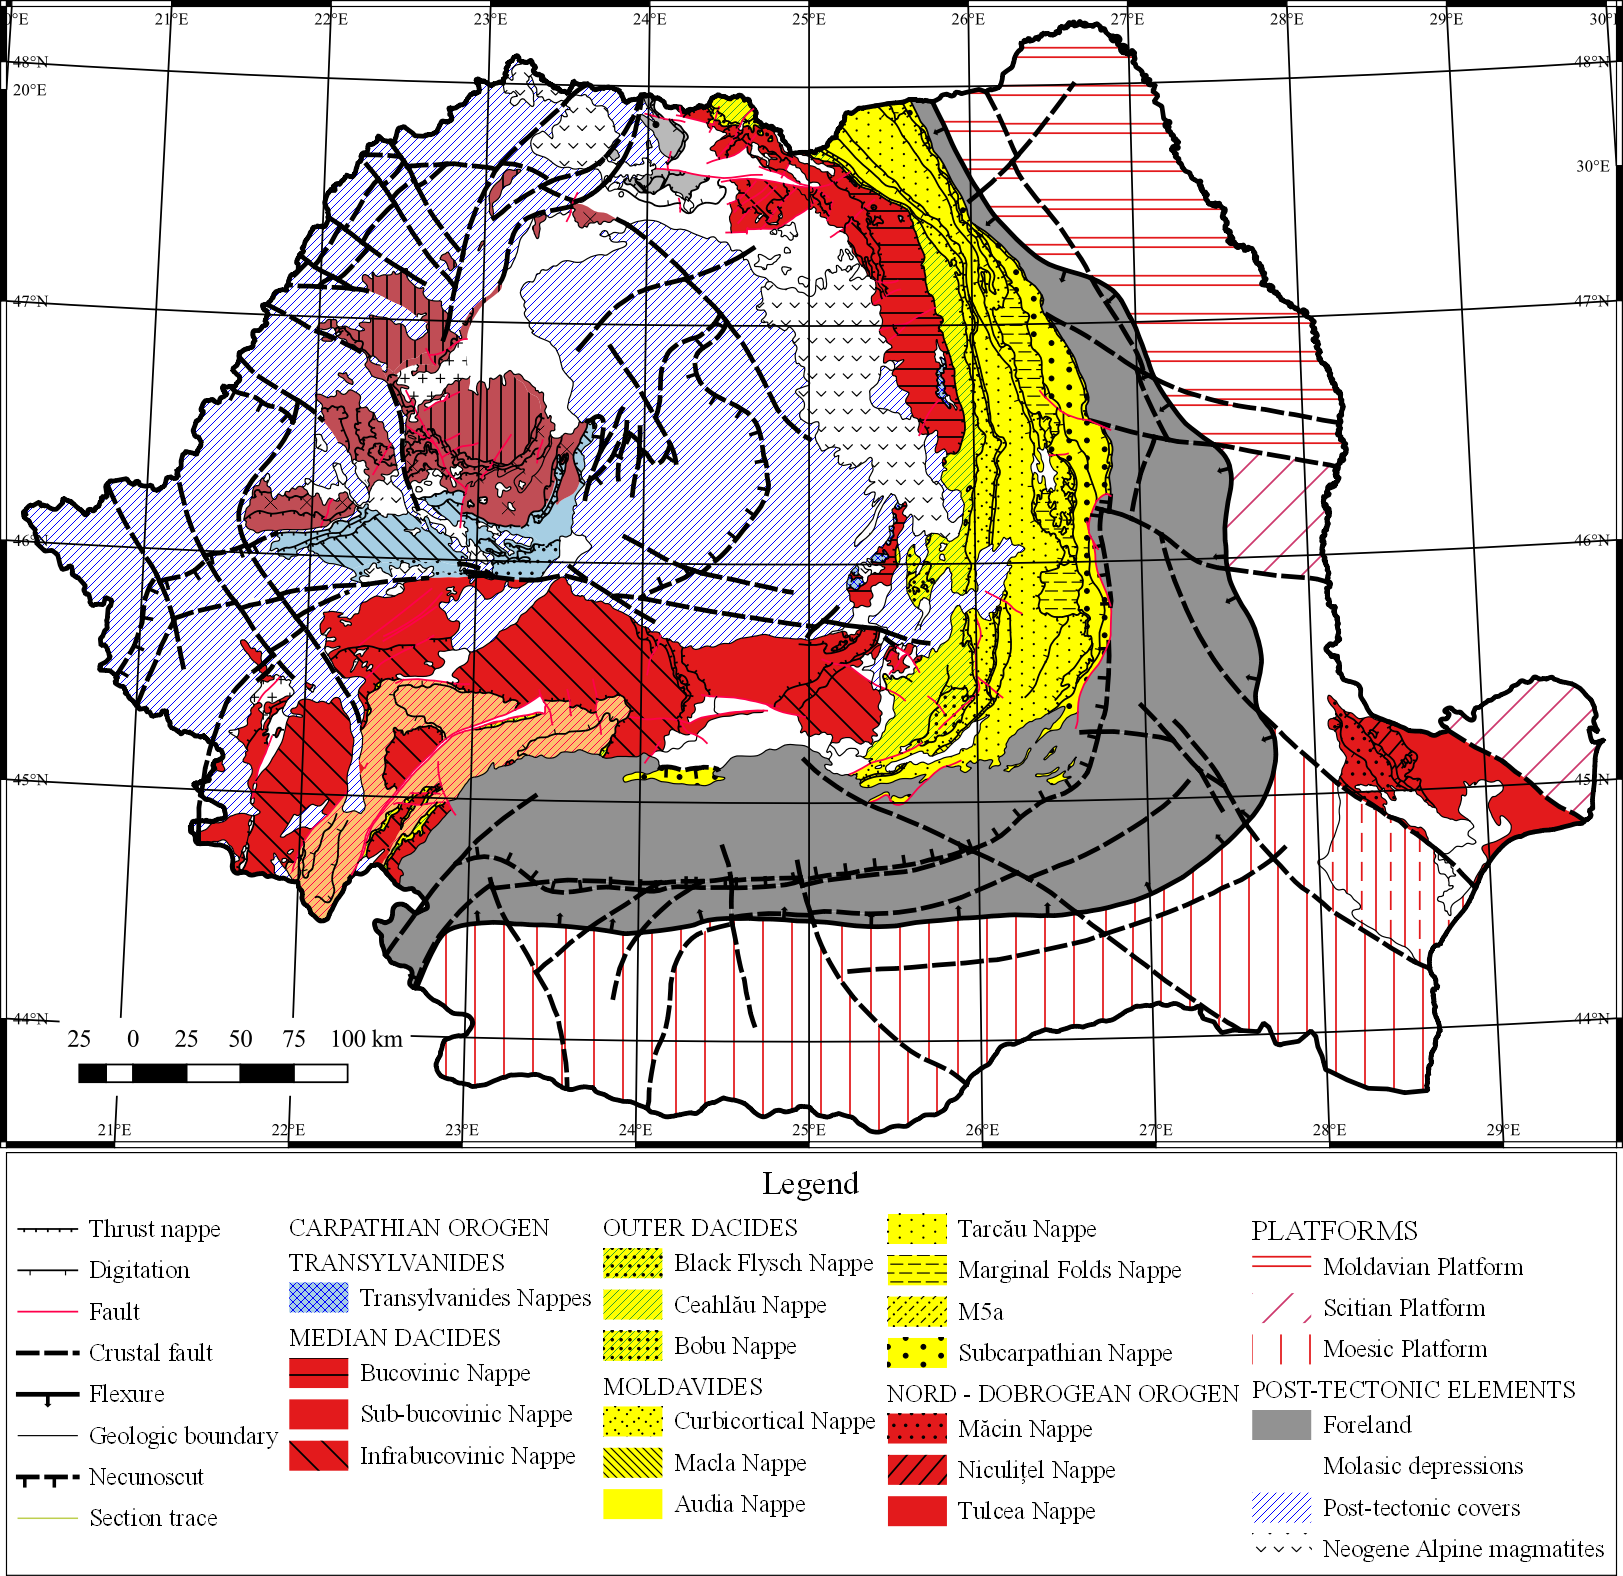 0°E 21°E 22°E 23°E 24°E 25°E 26°E 27°E 28°E 29°E 30°
48°N 48°N
20°E
30°E
47°N 47°N
46°N 46°N
45°N 45°N
44°N 44°N
25 0 25 50 75 100 km
21°E 22°E 23°E 24°E 25°E 26°E 27°E 28°E 29°E
Legend
Thrust nappe
Digitation
Fault
Crustal fault
Flexure
Geologic boundary
Necunoscut
Section trace
CARPATHIAN OROGEN
TRANSYLVANIDES
Transylvanides Nappes
MEDIAN DACIDES
Bucovinic Nappe
Sub-bucovinic Nappe
Infrabucovinic Nappe
OUTER DACIDES
Black Flysch Nappe
Ceahlău Nappe
Bobu Nappe
MOLDAVIDES
Curbicortical Nappe
Macla Nappe
Audia Nappe
Tarcău Nappe
Marginal Folds Nappe
M5a
Subcarpathian Nappe
NORD - DOBROGEAN OROGEN
Măcin Nappe
Niculițel Nappe
Tulcea Nappe
PLATFORMS
Moldavian Platform
Scitian Platform
Moesic Platform
POST-TECTONIC ELEMENTS
Foreland
Molasic depressions
Post-tectonic covers
Neogene Alpine magmatites